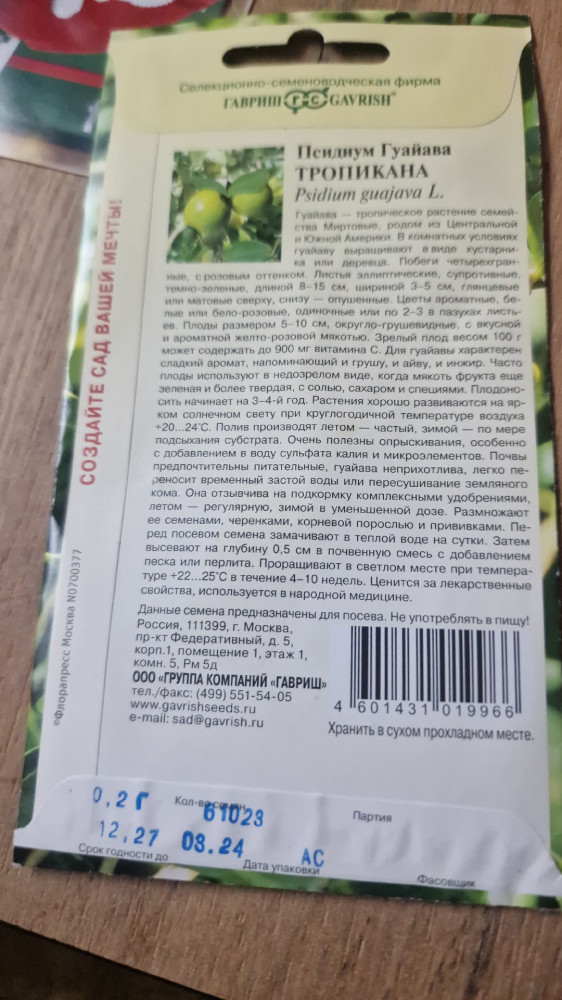 Селекционно-семеноводческая фирма
ГАВРИШ ГС GAVRISH®
Псидиум Гуайава
ТРОПИКАНА
Psidium guajava L.
Гуайава — тропическое растение семей-
ства Миртовые, родом из Центральной
и Южной Америки. В комнатных условиях
гуайаву выращивают в виде кустарни-
ка или деревца. Побеги четырехгран-
ные, с розовым оттенком. Листья эллиптические, супротивные,
темно-зеленые, длиной 8–15 см, шириной 3–5 см, глянцевые
или матовые сверху, снизу — опушенные. Цветы ароматные, бе-
лые или бело-розовые, одиночные или по 2–3 в пазухах листь-
ев. Плоды размером 5–10 см, округло-грушевидные, с вкусной
и ароматной желто-розовой мякотью. Зрелый плод весом 100 г
может содержать до 900 мг витамина С. Для гуайавы характерен
сладкий аромат, напоминающий и грушу, и айву, и инжир. Часто
плоды используют в недозрелом виде, когда мякоть фрукта еще
зеленая и более твердая, с солью, сахаром и специями. Плодоно-
сить начинает на 3–4-й год. Растения хорошо развиваются на яр-
ком солнечном свету при круглогодичной температуре воздуха
+20...24°С. Полив производят летом — частый, зимой — по мере
подсыхания субстрата. Очень полезны опрыскивания, особенно
с добавлением в воду сульфата калия и микроэлементов. Почвы
предпочтительны питательные, гуайава неприхотлива, легко пе-
реносит временный застой воды или пересушивание земляного
кома. Она отзывчива на подкормку комплексными удобрениями,
летом — регулярную, зимой в уменьшенной дозе. Размножают
ее семенами, черенками, корневой порослью и прививками. Пе-
ред посевом семена замачивают в теплой воде на сутки. Затем
высевают на глубину 0,5 см в почвенную смесь с добавлением
песка или перлита. Проращивают в светлом месте при темпера-
туре +22...25°С в течение 4–10 недель. Ценится за лекарственные
свойства, используется в народной медицине.
Данные семена предназначены для посева. Не употреблять в пищу!
Россия, 111399, г. Москва,
пр-кт Федеративный, д. 5,
корп.1, помещение 1, этаж 1,
комн. 5, Рм 5д
ООО «ГРУППА КОМПАНИЙ «ГАВРИШ»
тел./факс: (499) 551-54-05
www.gavrishseeds.ru
e-mail: sad@gavrish.ru
4 601431 019966
Хранить в сухом прохладном месте.
СОЗДАЙТЕ САД ВАШЕЙ МЕЧТЫ!
©Флорапресс Москва N0700377
0,2 Г Кол-во семян 61023 Партия
12,27 03.24 АС
Срок годности до Дата упаковки Фасовщик